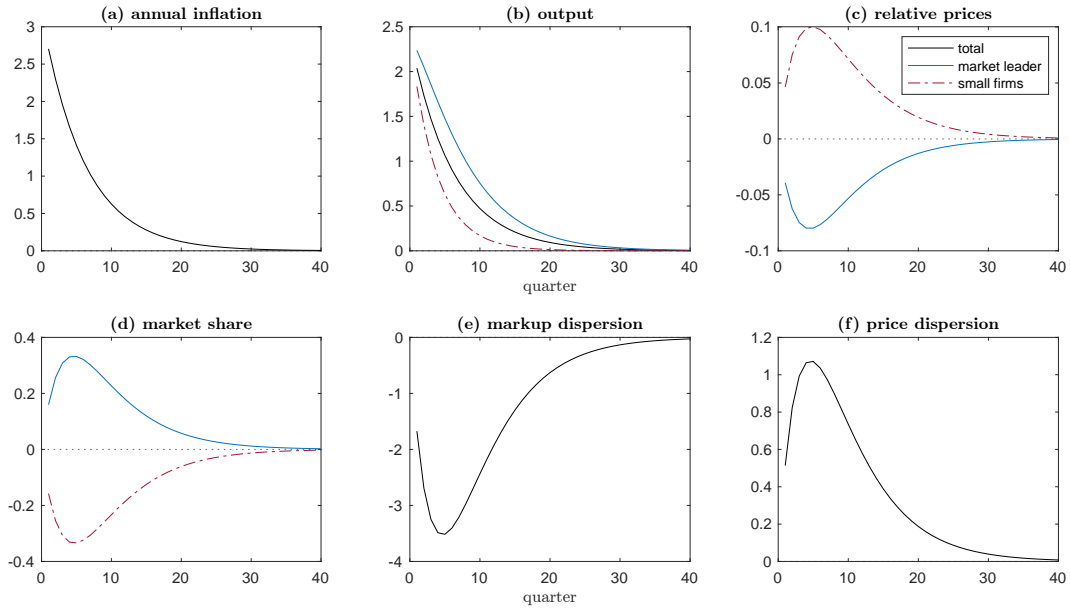 (a) annual inflation
3
2.5
2
1.5
1
0.5
0
0 10 20 30 40
(b) output
2.5
2
1.5
1
0.5
0
0 10 20 30 40
quarter
(c) relative prices
0.1
0.05
0
-0.05
-0.1
0 10 20 30 40
total
market leader
small firms
(d) market share
0.4
0.2
0
-0.2
-0.4
0 10 20 30 40
(e) markup dispersion
0
-1
-2
-3
-4
0 10 20 30 40
quarter
(f) price dispersion
1.2
1
0.8
0.6
0.4
0.2
0
0 10 20 30 40